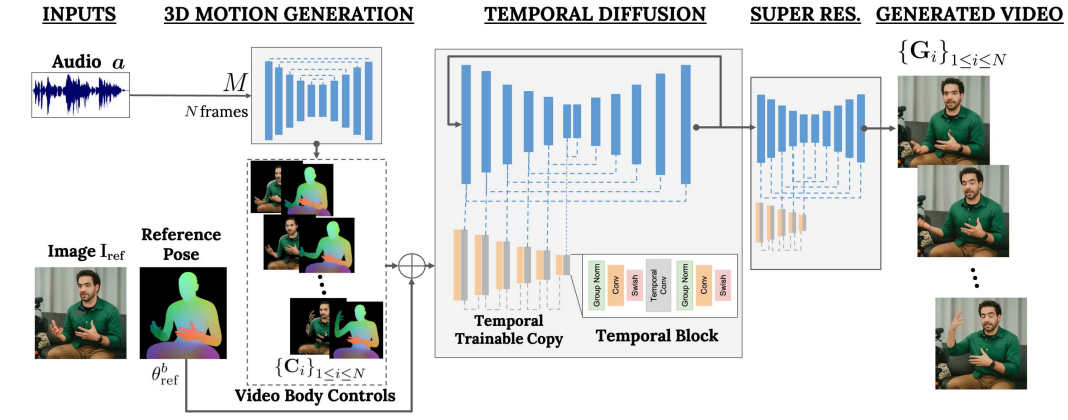 INPUTS
3D MOTION GENERATION
TEMPORAL DIFFUSION
SUPER RES.
GENERATED VIDEO
Audio a
M
N frames
{G_i}_{1≤i≤N}
Image I_ref
Reference
Pose
θ^b_ref
{C_i}_{1≤i≤N}
Video Body Controls
Temporal
Trainable Copy
Group Norm
Conv
Swish
Temporal
Conv
Group Norm
Conv
Swish
Temporal Block